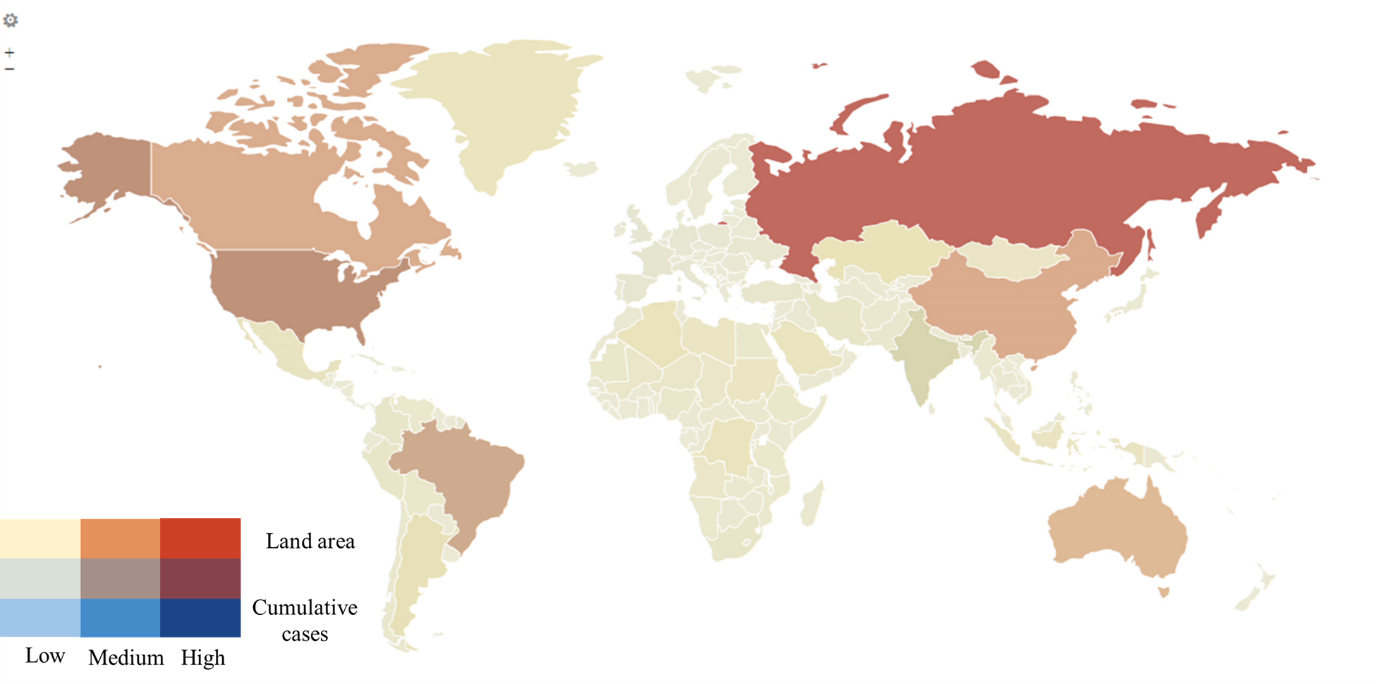 +
−
Land area
Cumulative
cases
Low Medium High